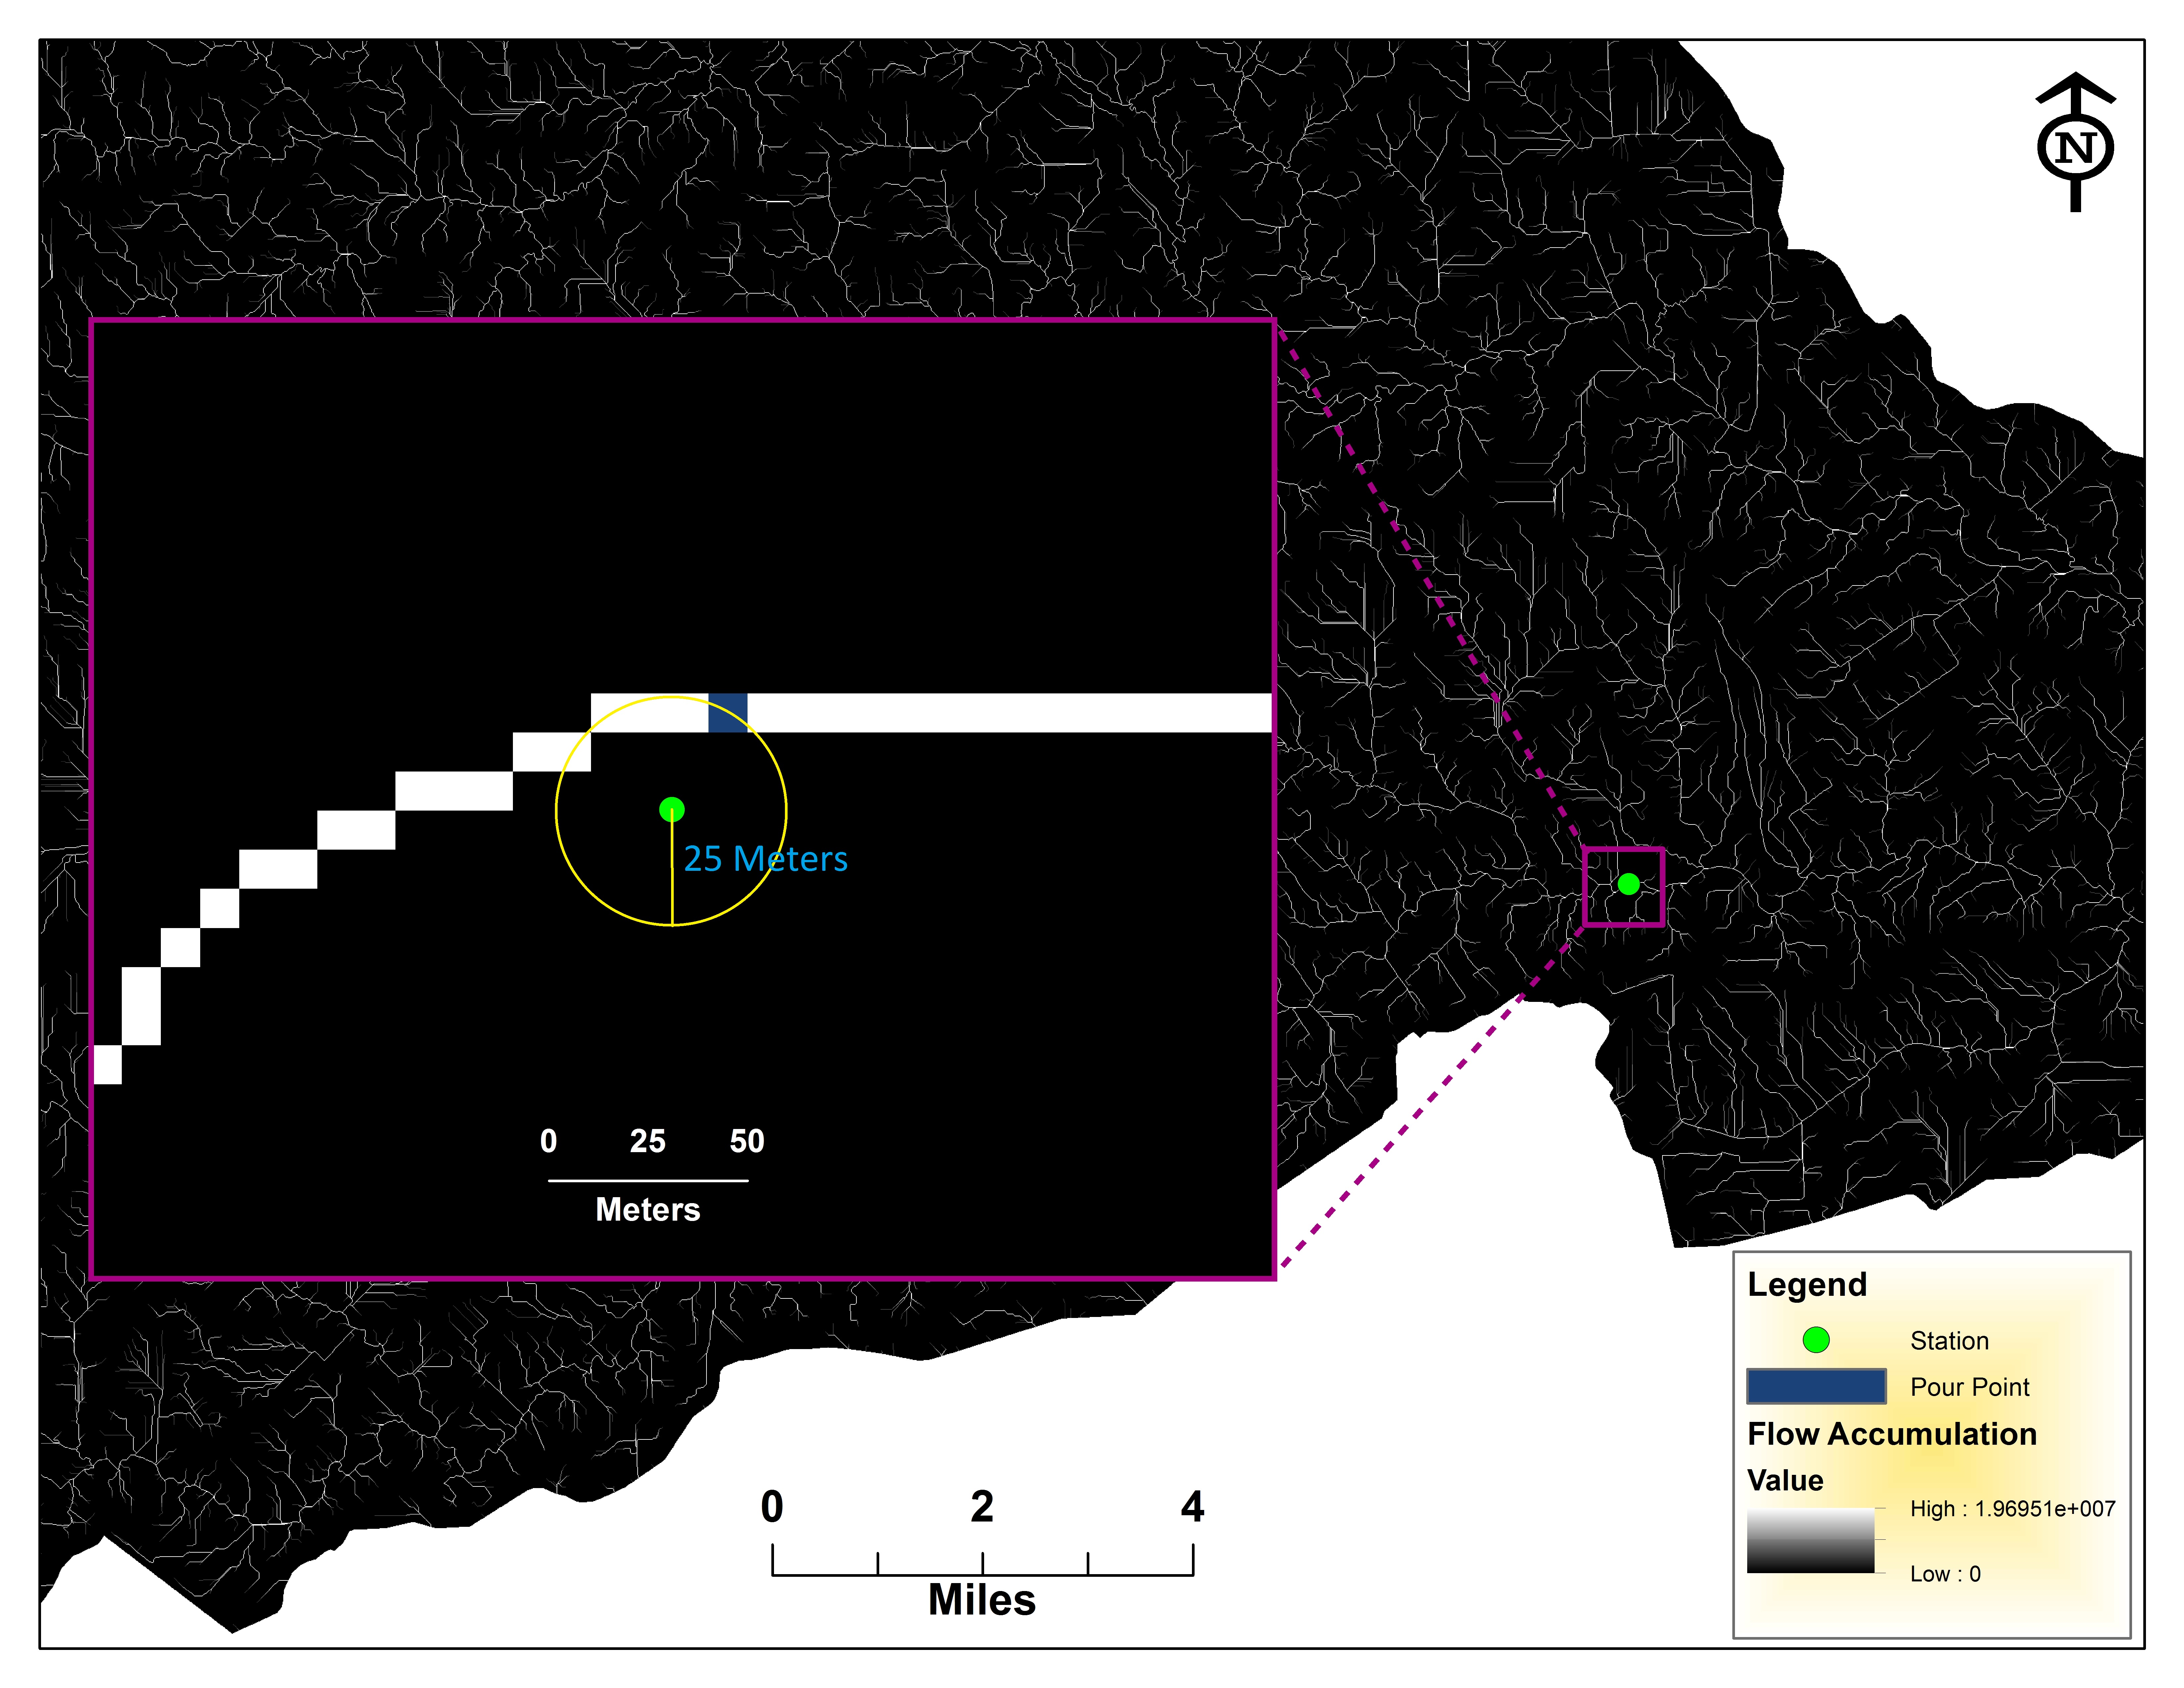 N
25 Meters
0 25 50
Meters
0 2 4
Miles
Legend
Station
Pour Point
Flow Accumulation
Value
High : 1.96951e+007
Low : 0